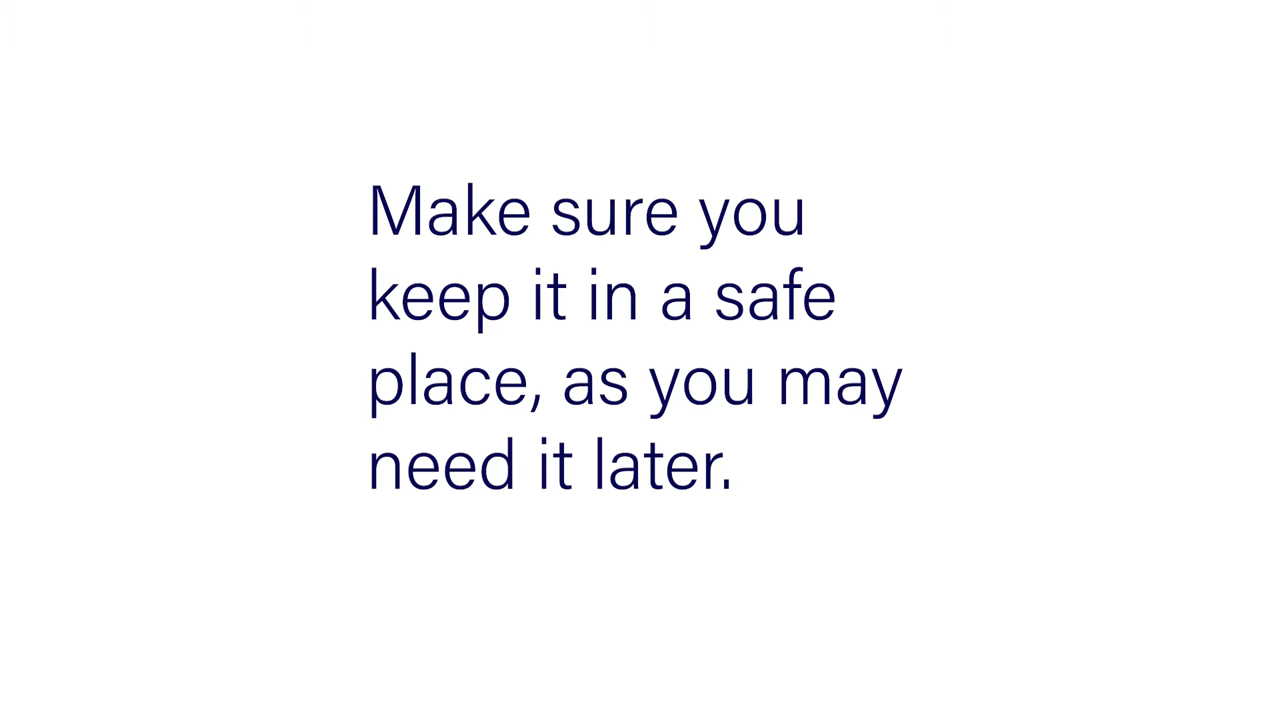 Make sure you
keep it in a safe
place, as you may
need it later.